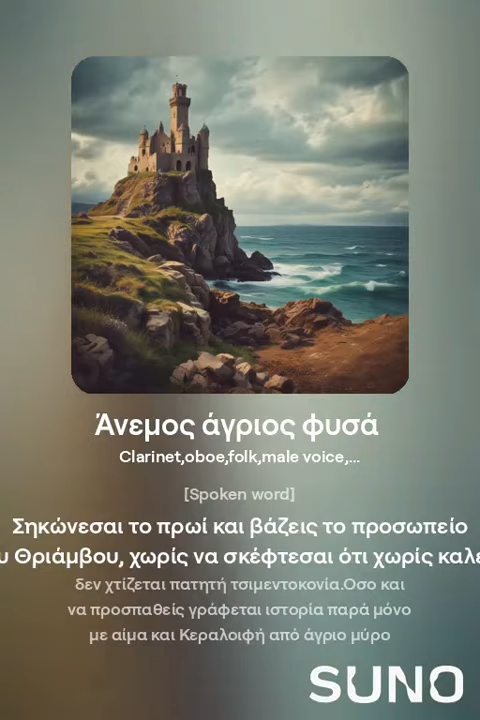 Άνεμος άγριος φυσά
Clarinet,oboe,folk,male voice,...
[Spoken word]
Σηκώνεσαι το πρωί και βάζεις το προσωπείο
Θριάμβου, χωρίς να σκέφτεσαι ότι χωρίς
δεν χτίζεται πατητή τσιμεντοκονία.Οσο και
να προσπαθείς γράφεται ιστορία παρά μόνο
με αίμα και Κεραλοιφή από άγριο μύρο
SUNO